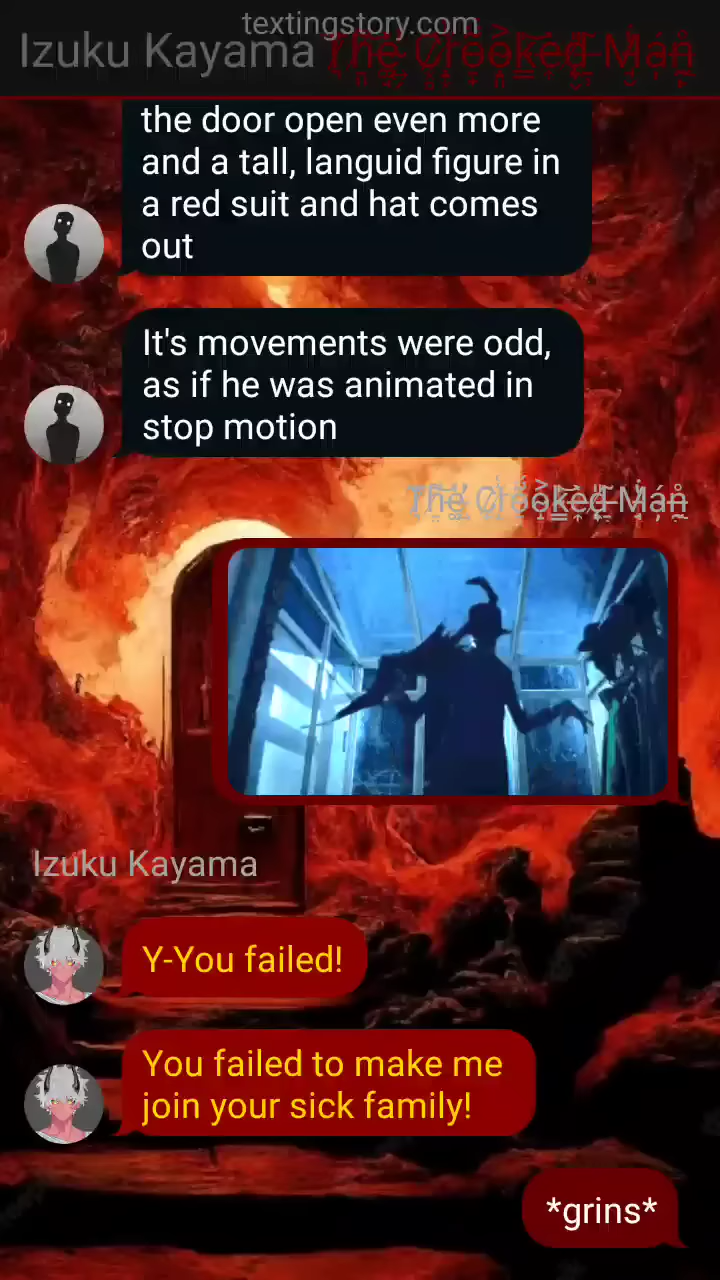 textingstory.com
Izuku Kayama The Crooked Man
the door open even more
and a tall, languid figure in
a red suit and hat comes
out
It's movements were odd,
as if he was animated in
stop motion
The Crooked Man
Izuku Kayama
Y-You failed!
You failed to make me
join your sick family!
*grins*